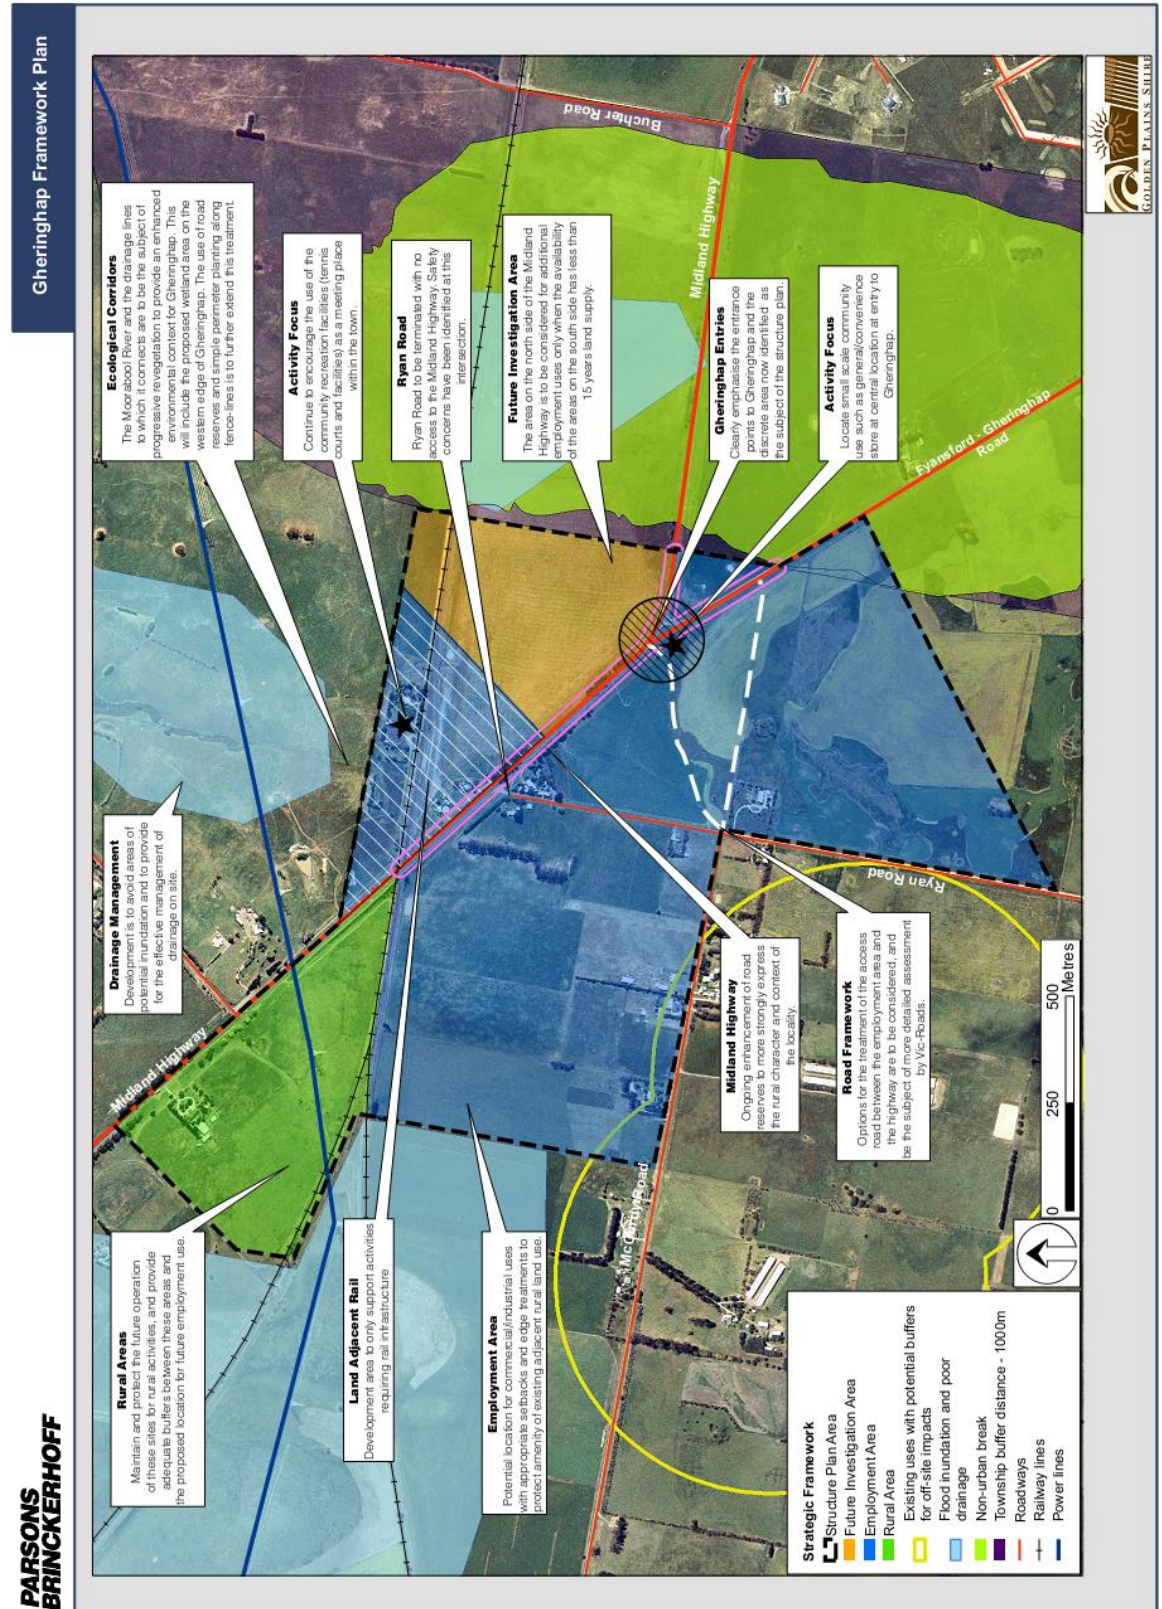 Gheringhap Framework Plan
PARSONS
BRINCKERHOFF
GOLDEN PLAINS SHIRE
Rural Areas
Maintain and protect the future operation
of these sites for rural activities, and provide
adequate buffers between these areas and
the proposed location for future employment use.
Drainage Management
Development is to avoid areas of
potential inundation and to provide
for the effective management of
drainage on site.
Ecological Corridors
The Moorabool River and the drainage lines
to which it connects are to be the subject of
progressive revegetation to provide an enhanced
environmental context for Gheringhap. This
will include the proposed wetland area on the
western edge of Gheringhap. The use of road
reserves and simple perimeter planting along
fence-lines is to further extend this treatment.
Activity Focus
Continue to encourage the use of the
community recreation facilities (tennis
courts and facilities) as a meeting place
within the town.
Ryan Road
Ryan Road to be terminated with no
access to the Midland Highway. Safety
concerns have been identified at this
intersection.
Future Investigation Area
The area on the north side of the Midland
Highway is to be considered for additional
employment uses only when the availability
of the areas on the south side has less than
15 years land supply.
Gheringhap Entries
Clearly emphasise the entrance
points to Gheringhap and the
discrete area now identified as
the subject of the structure plan.
Activity Focus
Locate small scale community
use such as general/convenience
store at central location at entry to
Gheringhap.
Land Adjacent Rail
Development area to only support activities
requiring rail infrastructure
Employment Area
Potential location for commercial/industrial uses
with appropriate setbacks and edge treatments to
protect amenity of existing adjacent rural land use.
Midland Highway
Ongoing enhancement of road
reserves to more strongly express
the rural character and context of
the locality.
Road Framework
Options for the treatment of the access
road between the employment area and
the highway are to be considered, and
be the subject of more detailed assessment
by Vic-Roads.
Midland Highway
Buchter Road
Midland Highway
Fyansford - Gheringhap
Road
Ryan Road
McCurdy Road
Strategic Framework
Structure Plan Area
Future Investigation Area
Employment Area
Rural Area
Existing uses with potential buffers
for off-site impacts
Flood inundation and poor
drainage
Non-urban break
Township buffer distance - 1000m
Roadways
Railway lines
Power lines
0 250 500
Metres